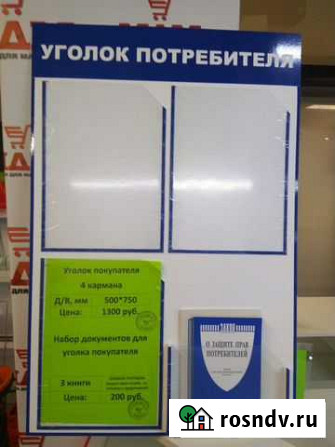 УГОЛОК ПОТРЕБИТЕЛЯ
Уголок покупателя
4 кармана
Д/В, мм 500*750
Цена: 1300 руб.
Набор документов для
уголка покупателя
3 книги
Цена: 200 руб.
О ЗАЩИТЕ ПРАВ
ПОТРЕБИТЕЛЕЙ
rosndv.ru